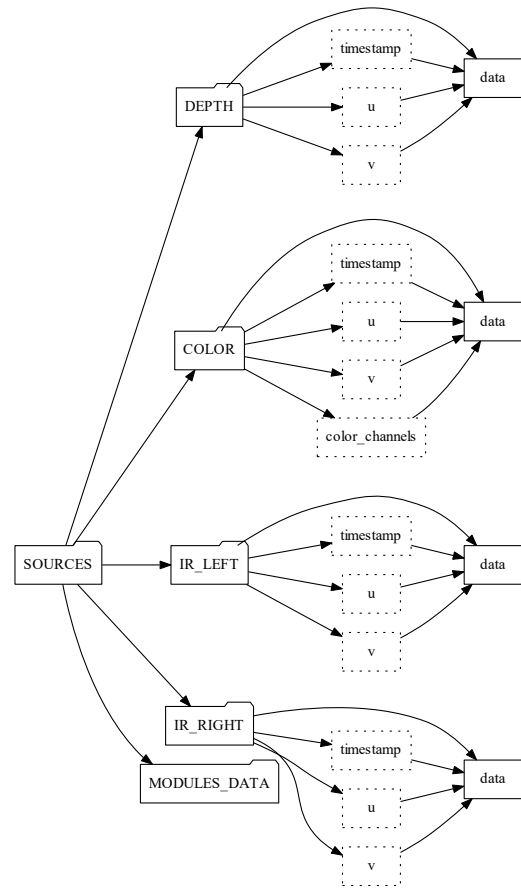 timestamp
data
DEPTH
u
v
timestamp
data
u
COLOR
v
color_channels
timestamp
SOURCES
IR_LEFT
data
u
v
IR_RIGHT
timestamp
MODULES_DATA
data
u
v